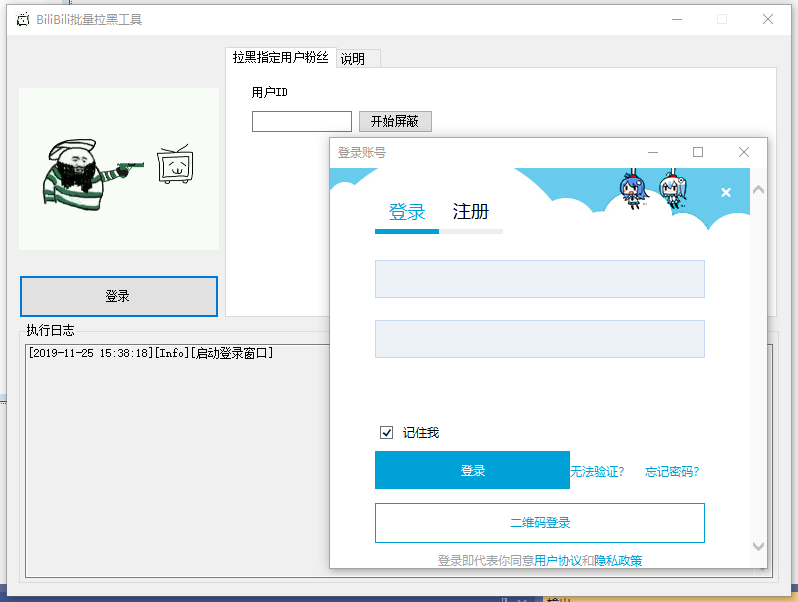 BiliBili批量拉黑工具
拉黑指定用户粉丝 说明
用户ID
开始屏蔽
登录
执行日志
[2019-11-25 15:38:18][Info][启动登录窗口]
登录账号
登录 注册
记住我
登录 无法验证? 忘记密码?
二维码登录
登录即代表你同意用户协议和隐私政策